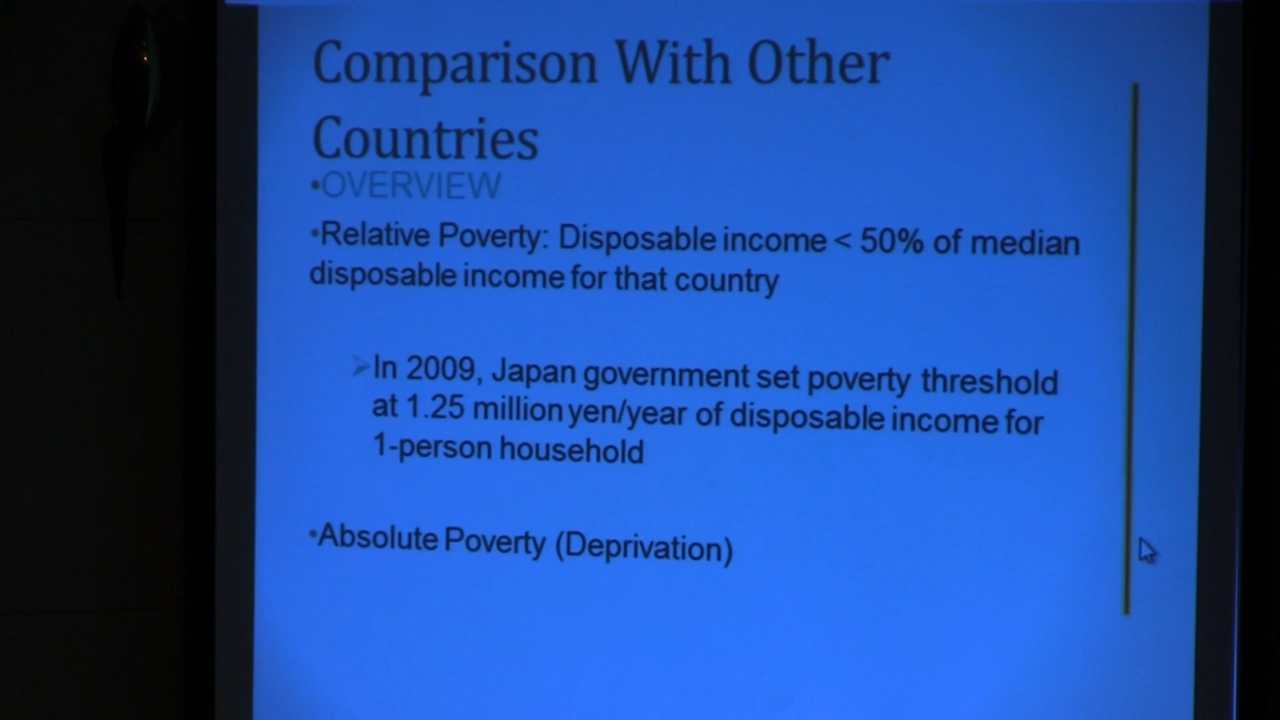 Comparison With Other
Countries
•OVERVIEW
•Relative Poverty: Disposable income < 50% of median
disposable income for that country
➢In 2009, Japan government set poverty threshold
at 1.25 million yen/year of disposable income for
1-person household
•Absolute Poverty (Deprivation)